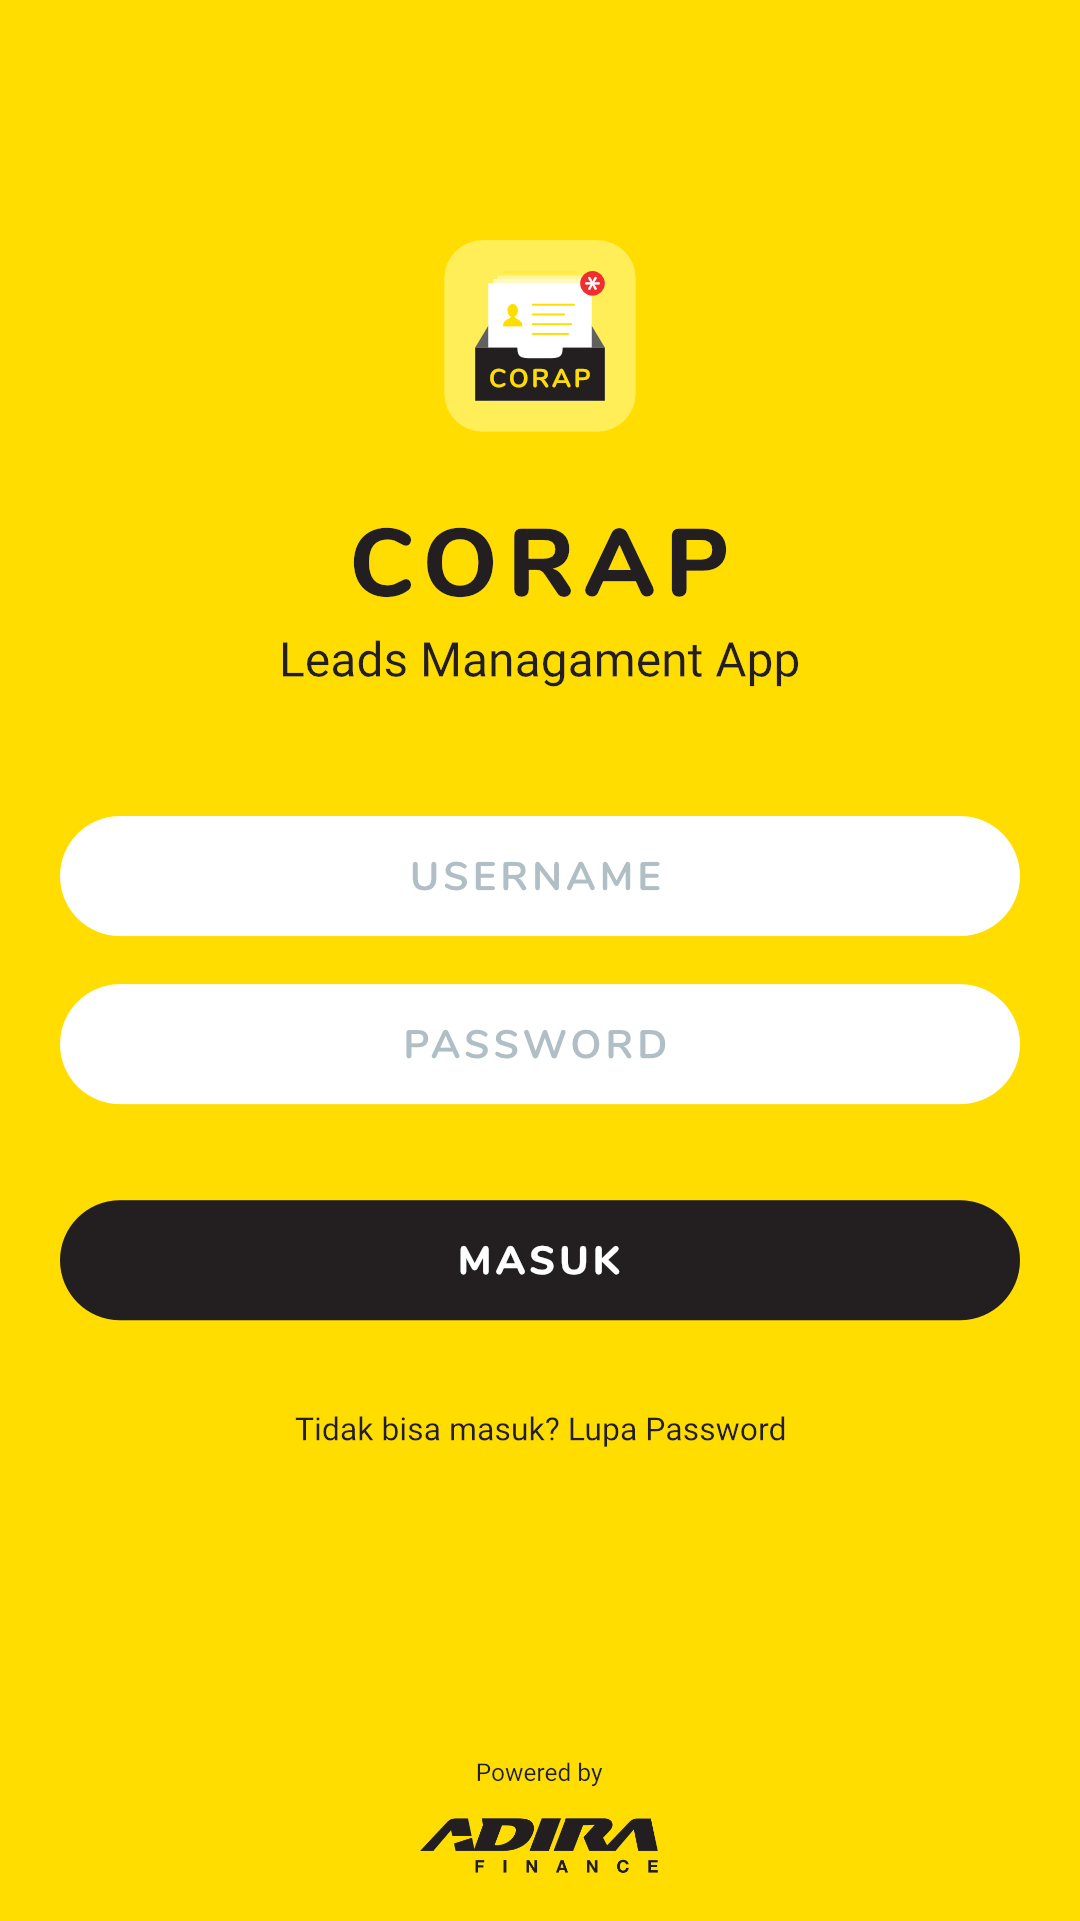 CORAP
CORAP
Leads Managament App
USERNAME
PASSWORD
MASUK
Tidak bisa masuk? Lupa Password
Powered by
ADIRA
FINANCE